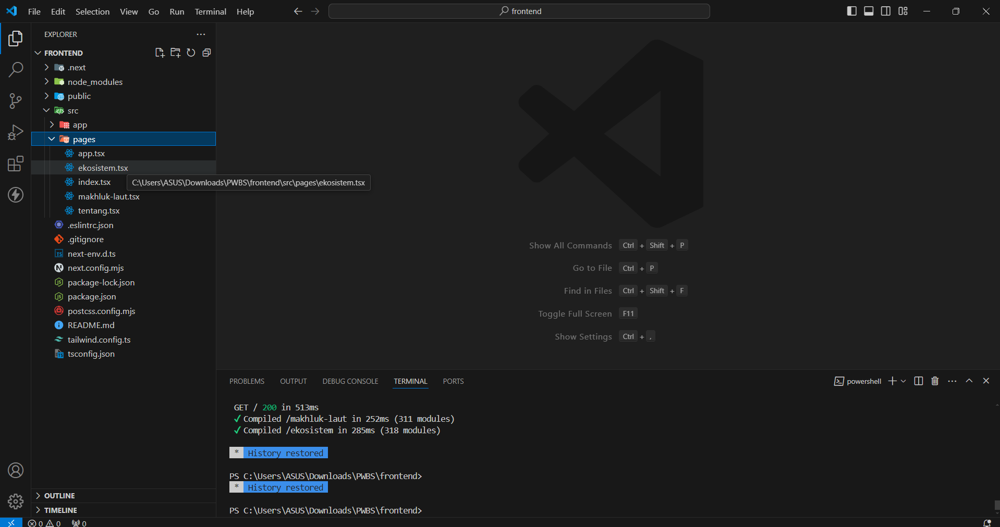 File Edit Selection View Go Run Terminal Help
frontend
EXPLORER
FRONTEND
.next
node_modules
public
src
app
pages
app.tsx
ekosistem.tsx
index.tsx
C:\Users\ASUS\Downloads\PWBS\frontend\src\pages\ekosistem.tsx
makhluk-laut.tsx
tentang.tsx
.eslintrc.json
.gitignore
next-env.d.ts
next.config.mjs
package-lock.json
package.json
postcss.config.mjs
README.md
tailwind.config.ts
tsconfig.json
OUTLINE
TIMELINE
Show All Commands Ctrl + Shift + P
Go to File Ctrl + P
Find in Files Ctrl + Shift + F
Toggle Full Screen F11
Show Settings Ctrl + ,
PROBLEMS OUTPUT DEBUG CONSOLE TERMINAL PORTS
powershell
GET / 200 in 513ms
✓ Compiled /makhluk-laut in 252ms (311 modules)
✓ Compiled /ekosistem in 285ms (318 modules)
* History restored
PS C:\Users\ASUS\Downloads\PWBS\frontend>
* History restored
PS C:\Users\ASUS\Downloads\PWBS\frontend>
0 0 0